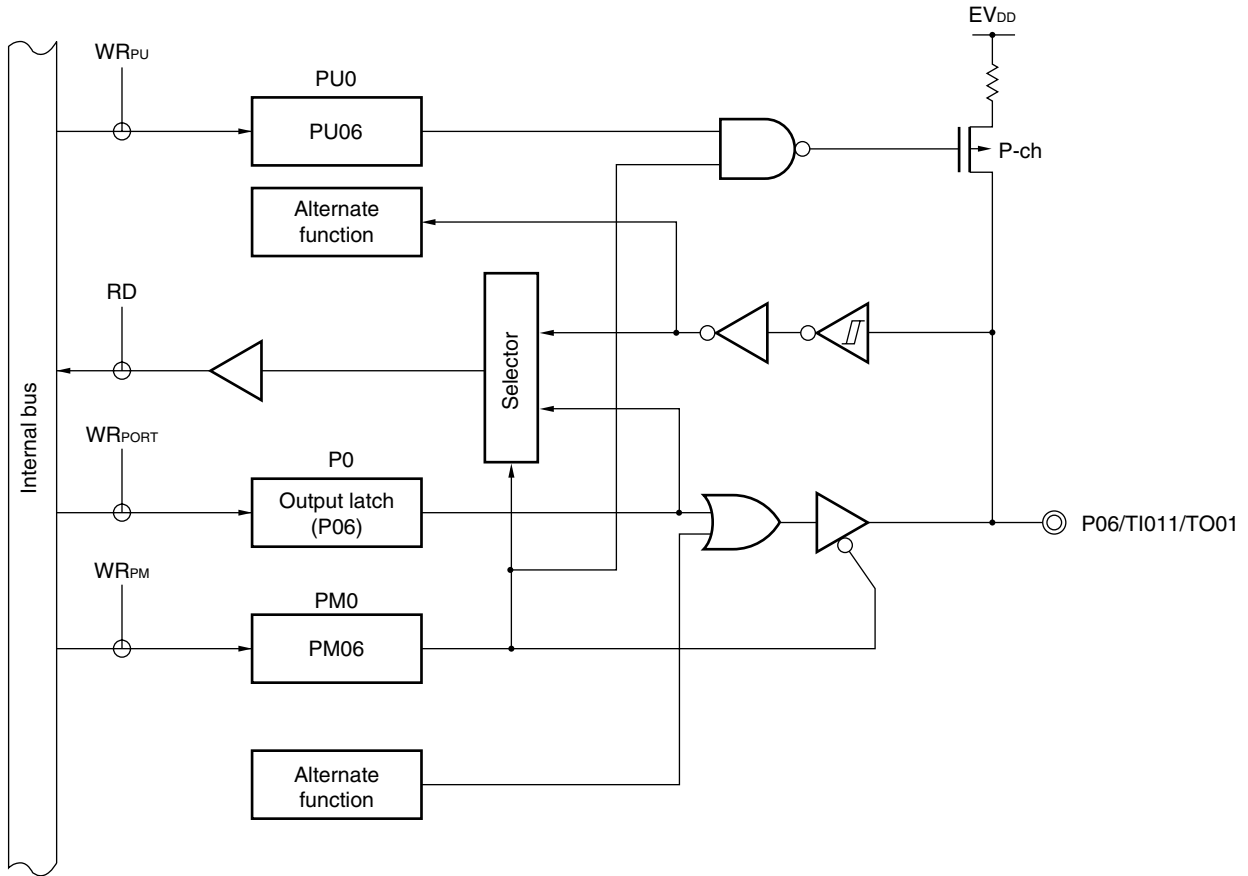 EVDD
WRPU
PU0
PU06
P-ch
Alternate
function
RD
Selector
Internal bus
WRPORT
P0
Output latch
(P06)
P06/TI011/TO01
WRPM
PM0
PM06
Alternate
function